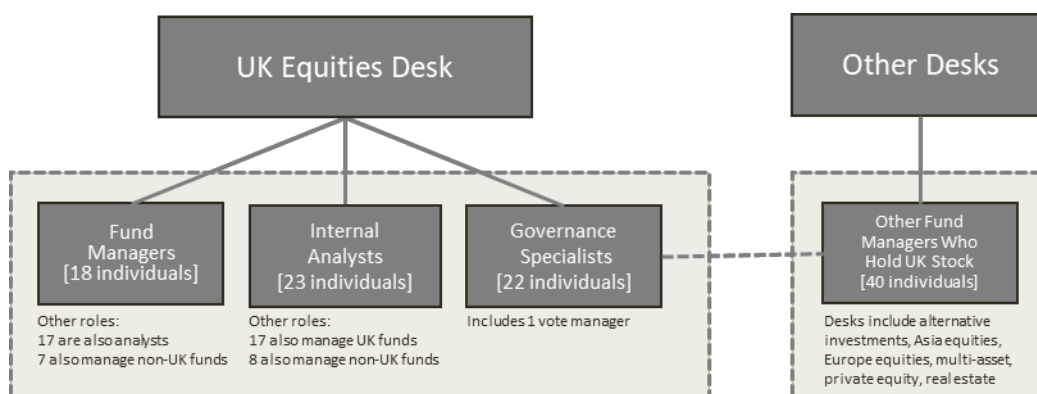 UK Equities Desk
Other Desks
Fund
Managers
[18 individuals]
Internal
Analysts
[23 individuals]
Governance
Specialists
[22 individuals]
Other Fund
Managers Who
Hold UK Stock
[40 individuals]
Other roles:
17 are also analysts
7 also manage non-UK funds
Other roles:
17 also manage UK funds
8 also manage non-UK funds
Includes 1 vote manager
Desks include alternative
investments, Asia equities,
Europe equities, multi-asset,
private equity, real estate